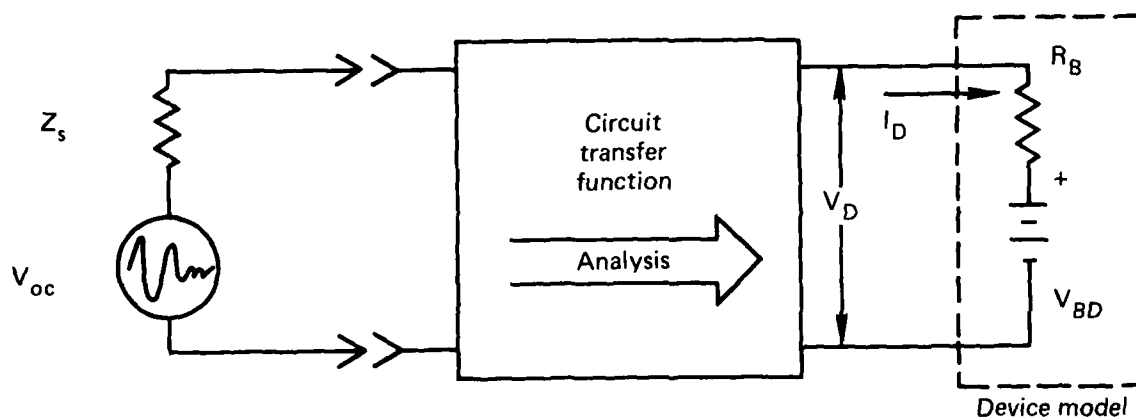 Z_s
V_oc
Circuit
transfer
function
Analysis
V_D
I_D
R_B
+
V_BD
Device model